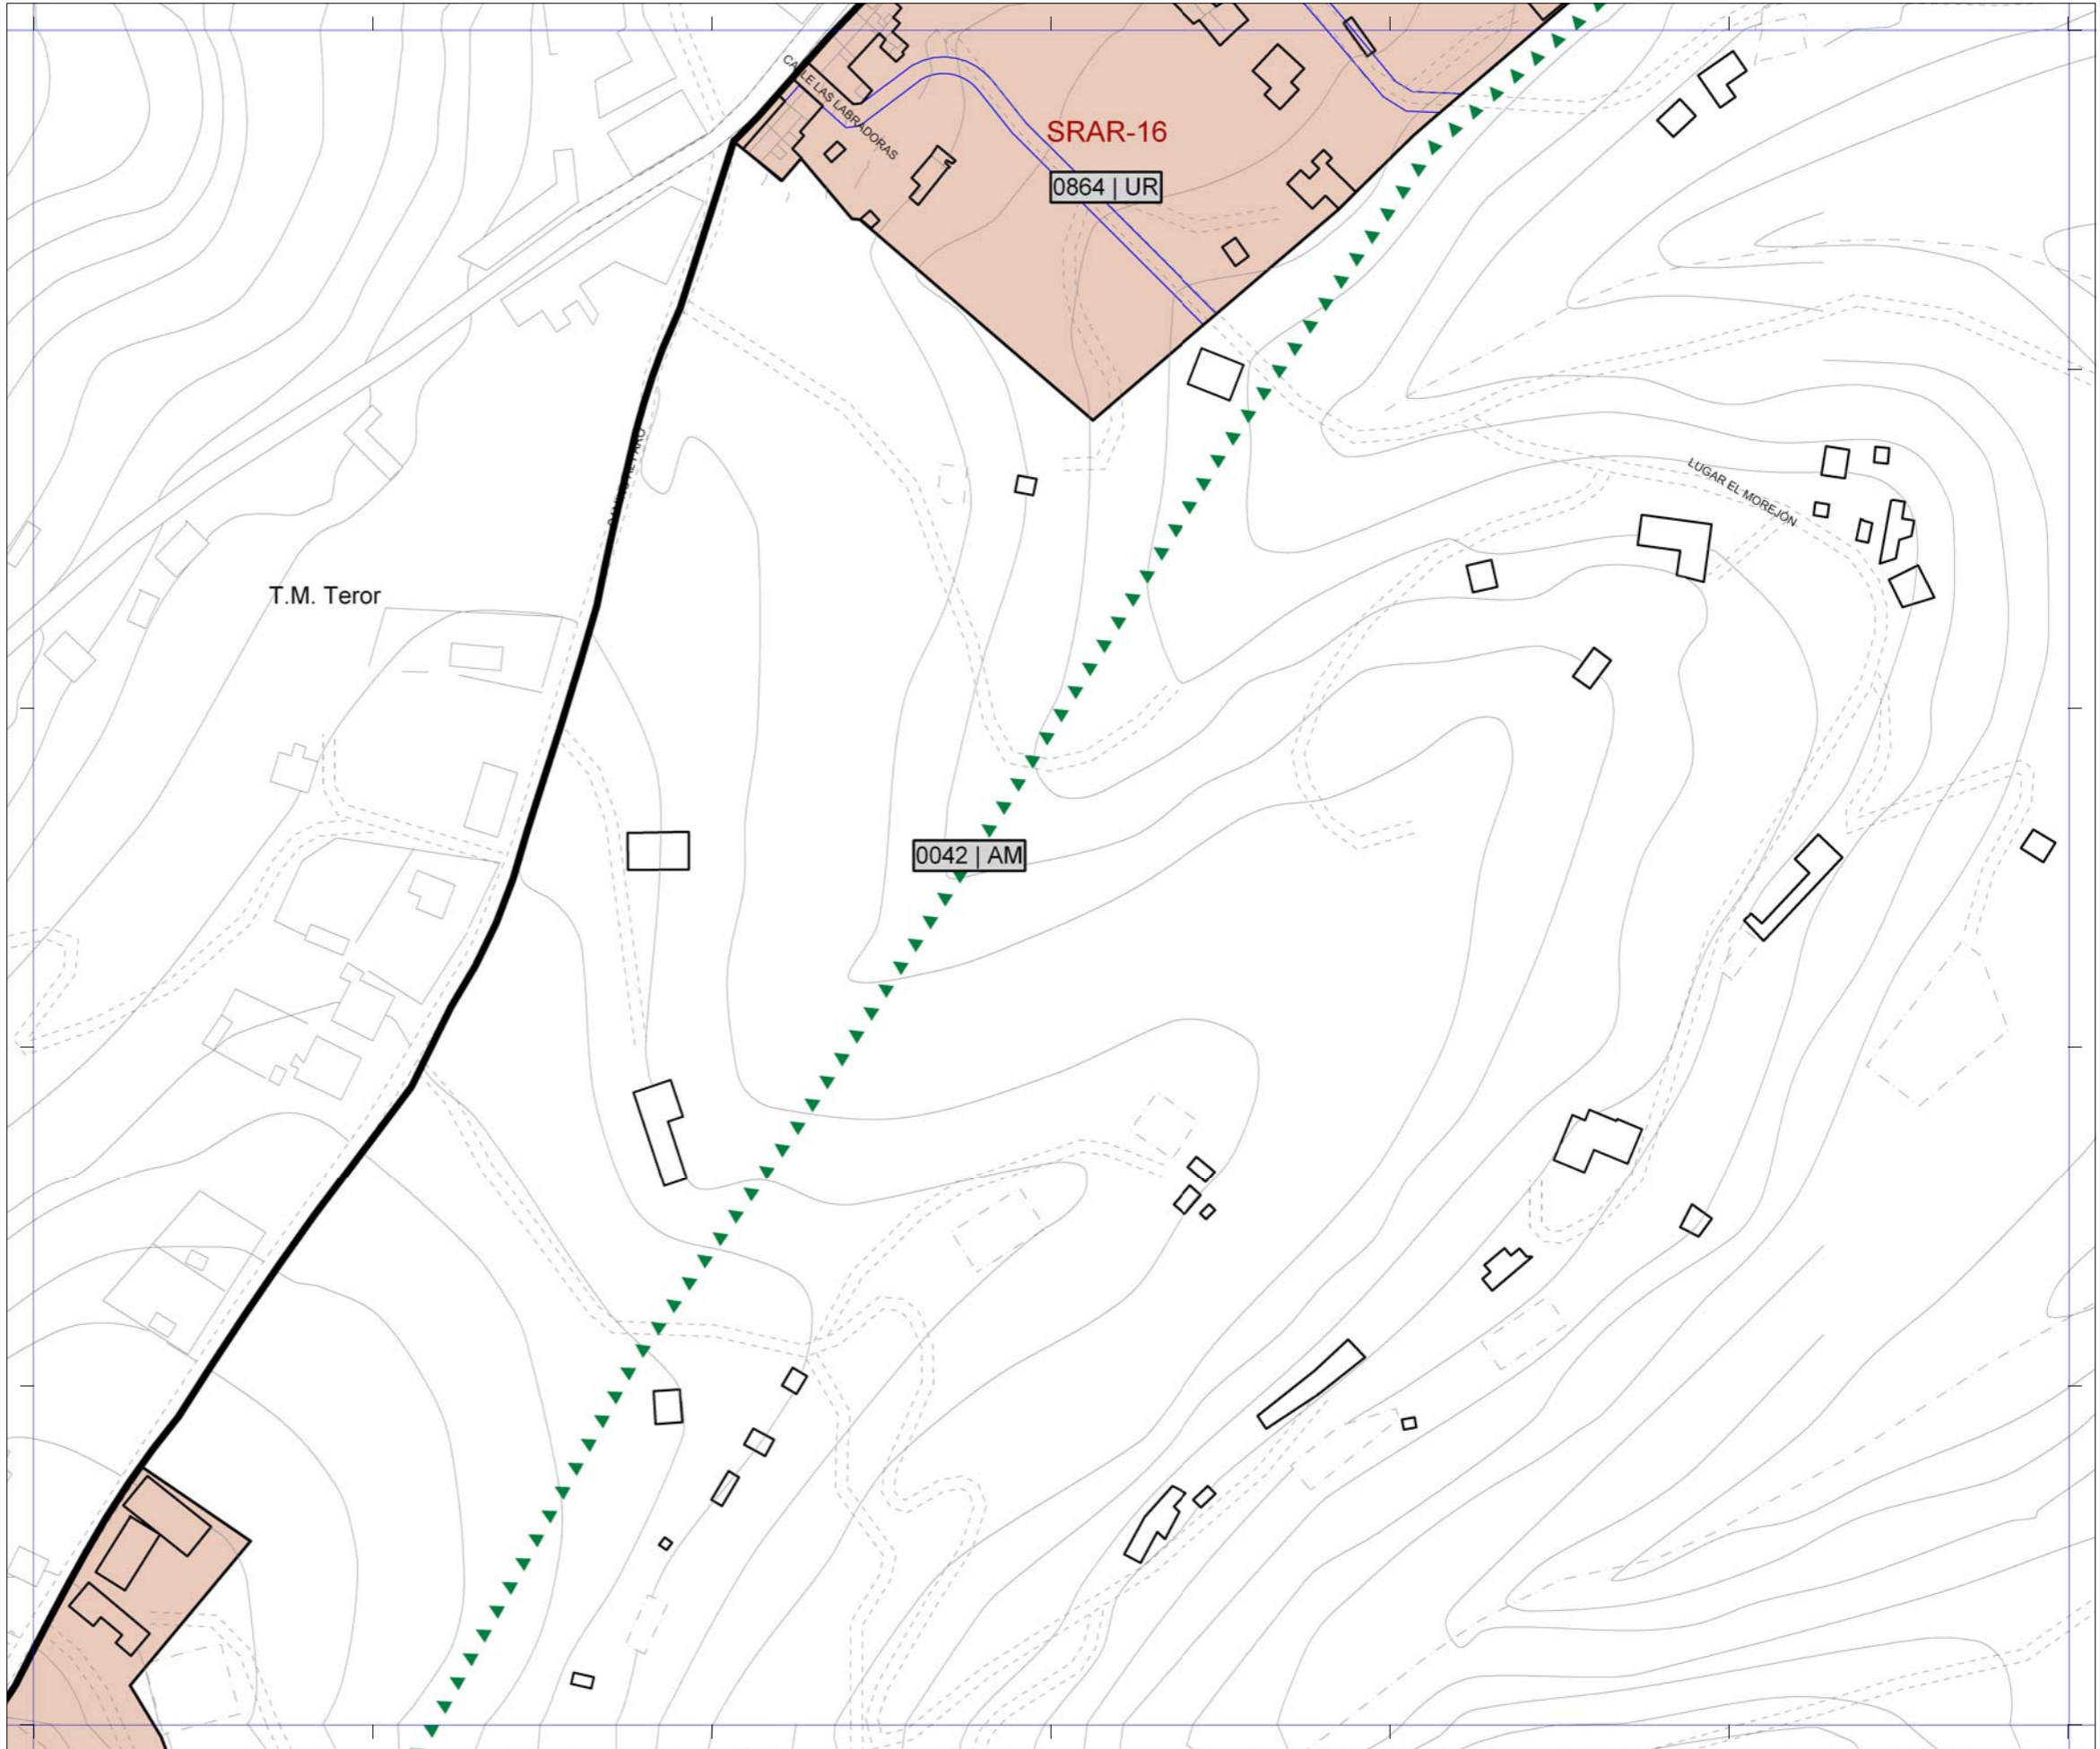 CALLE LAS LABRADORAS
SRAR-16
0864 | UR
LUGAR EL MOREJÓN
T.M. Teror
0042 | AM